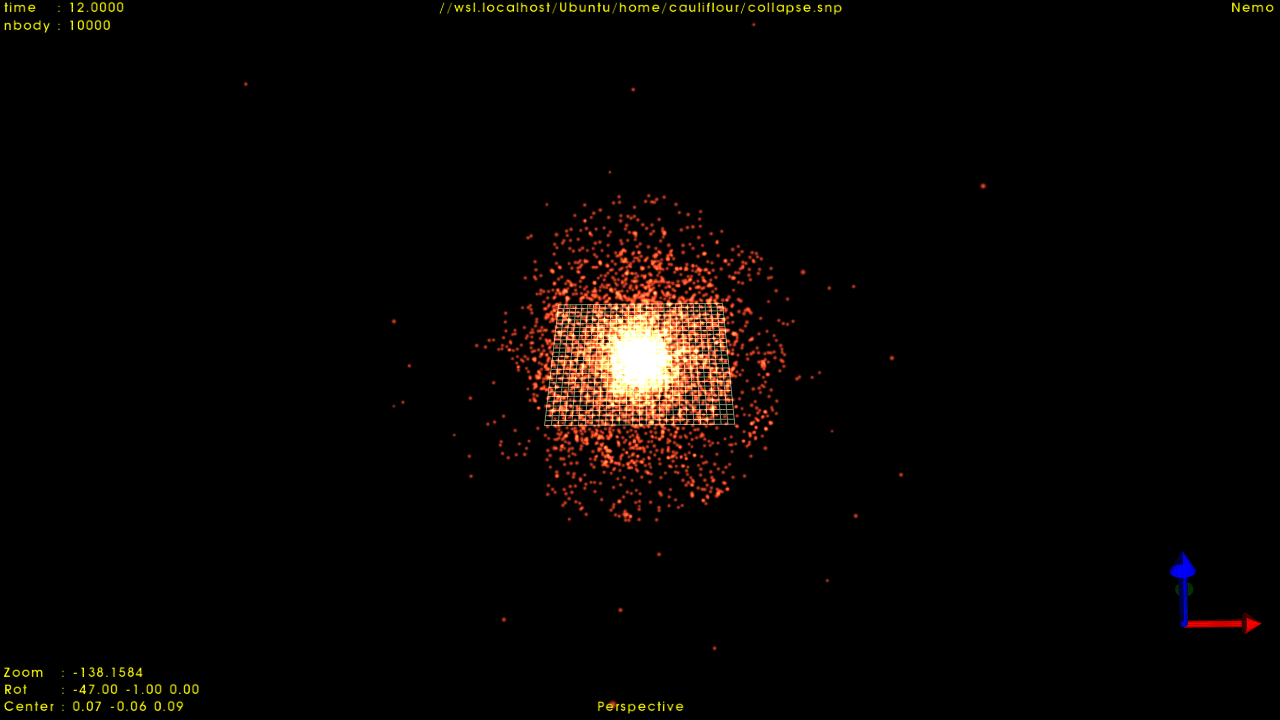 time : 12.0000
nbody : 10000
//wsl.localhost/Ubuntu/home/cauliflour/collapse.snp
Nemo
Zoom : -138.1584
Rot : -47.00 -1.00 0.00
Center : 0.07 -0.06 0.09
Perspective